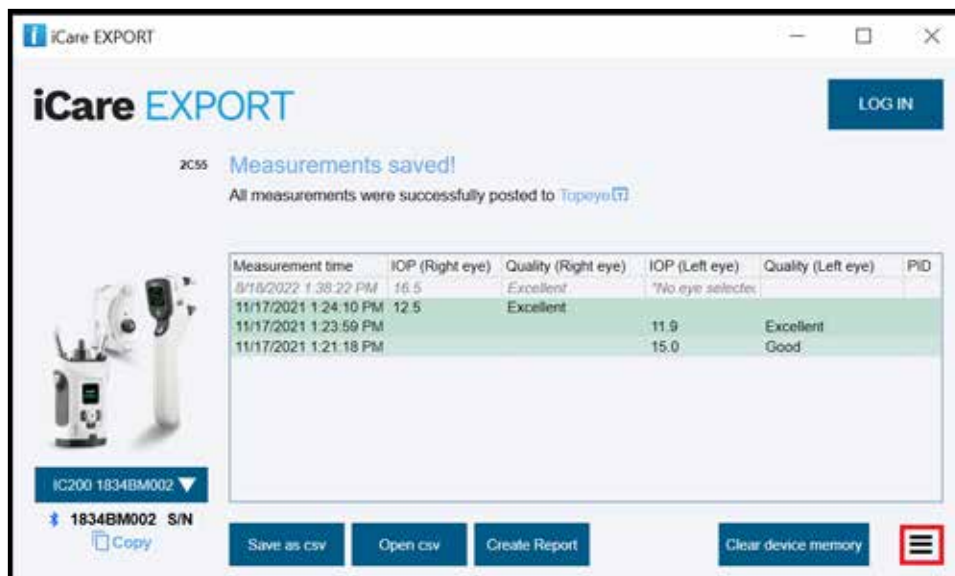 iCare EXPORT
iCare EXPORT
LOG IN
2C55
Measurements saved!
All measurements were successfully posted to Topeye
Measurement time IOP (Right eye) Quality (Right eye) IOP (Left eye) Quality (Left eye) PID
8/18/2022 1:38:22 PM 16.5 Excellent *No eye selected
11/17/2021 1:24:10 PM 12.5 Excellent
11/17/2021 1:23:59 PM 11.9 Excellent
11/17/2021 1:21:18 PM 15.0 Good
IC200 1834BM002
1834BM002 S/N
Copy
Save as csv Open csv Create Report Clear device memory